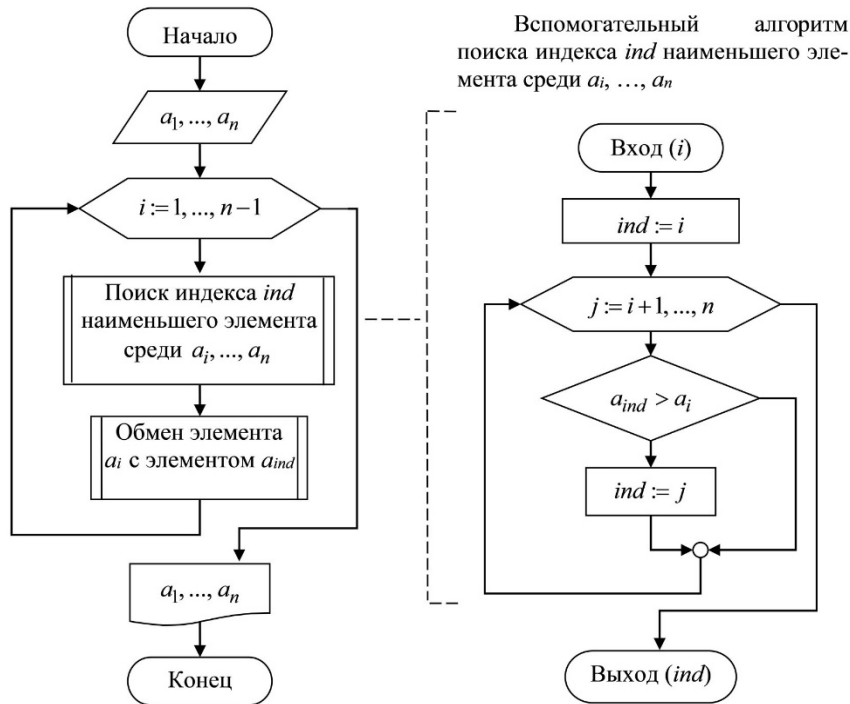 Начало
a₁, ..., aₙ
i := 1, ..., n − 1
Поиск индекса ind
наименьшего элемента
среди aᵢ, ..., aₙ
Обмен элемента
aᵢ с элементом a_ind
a₁, ..., aₙ
Конец
Вспомогательный алгоритм
поиска индекса ind наименьшего эле-
мента среди aᵢ, …, aₙ
Вход (i)
ind := i
j := i + 1, ..., n
a_ind > aᵢ
ind := j
Выход (ind)